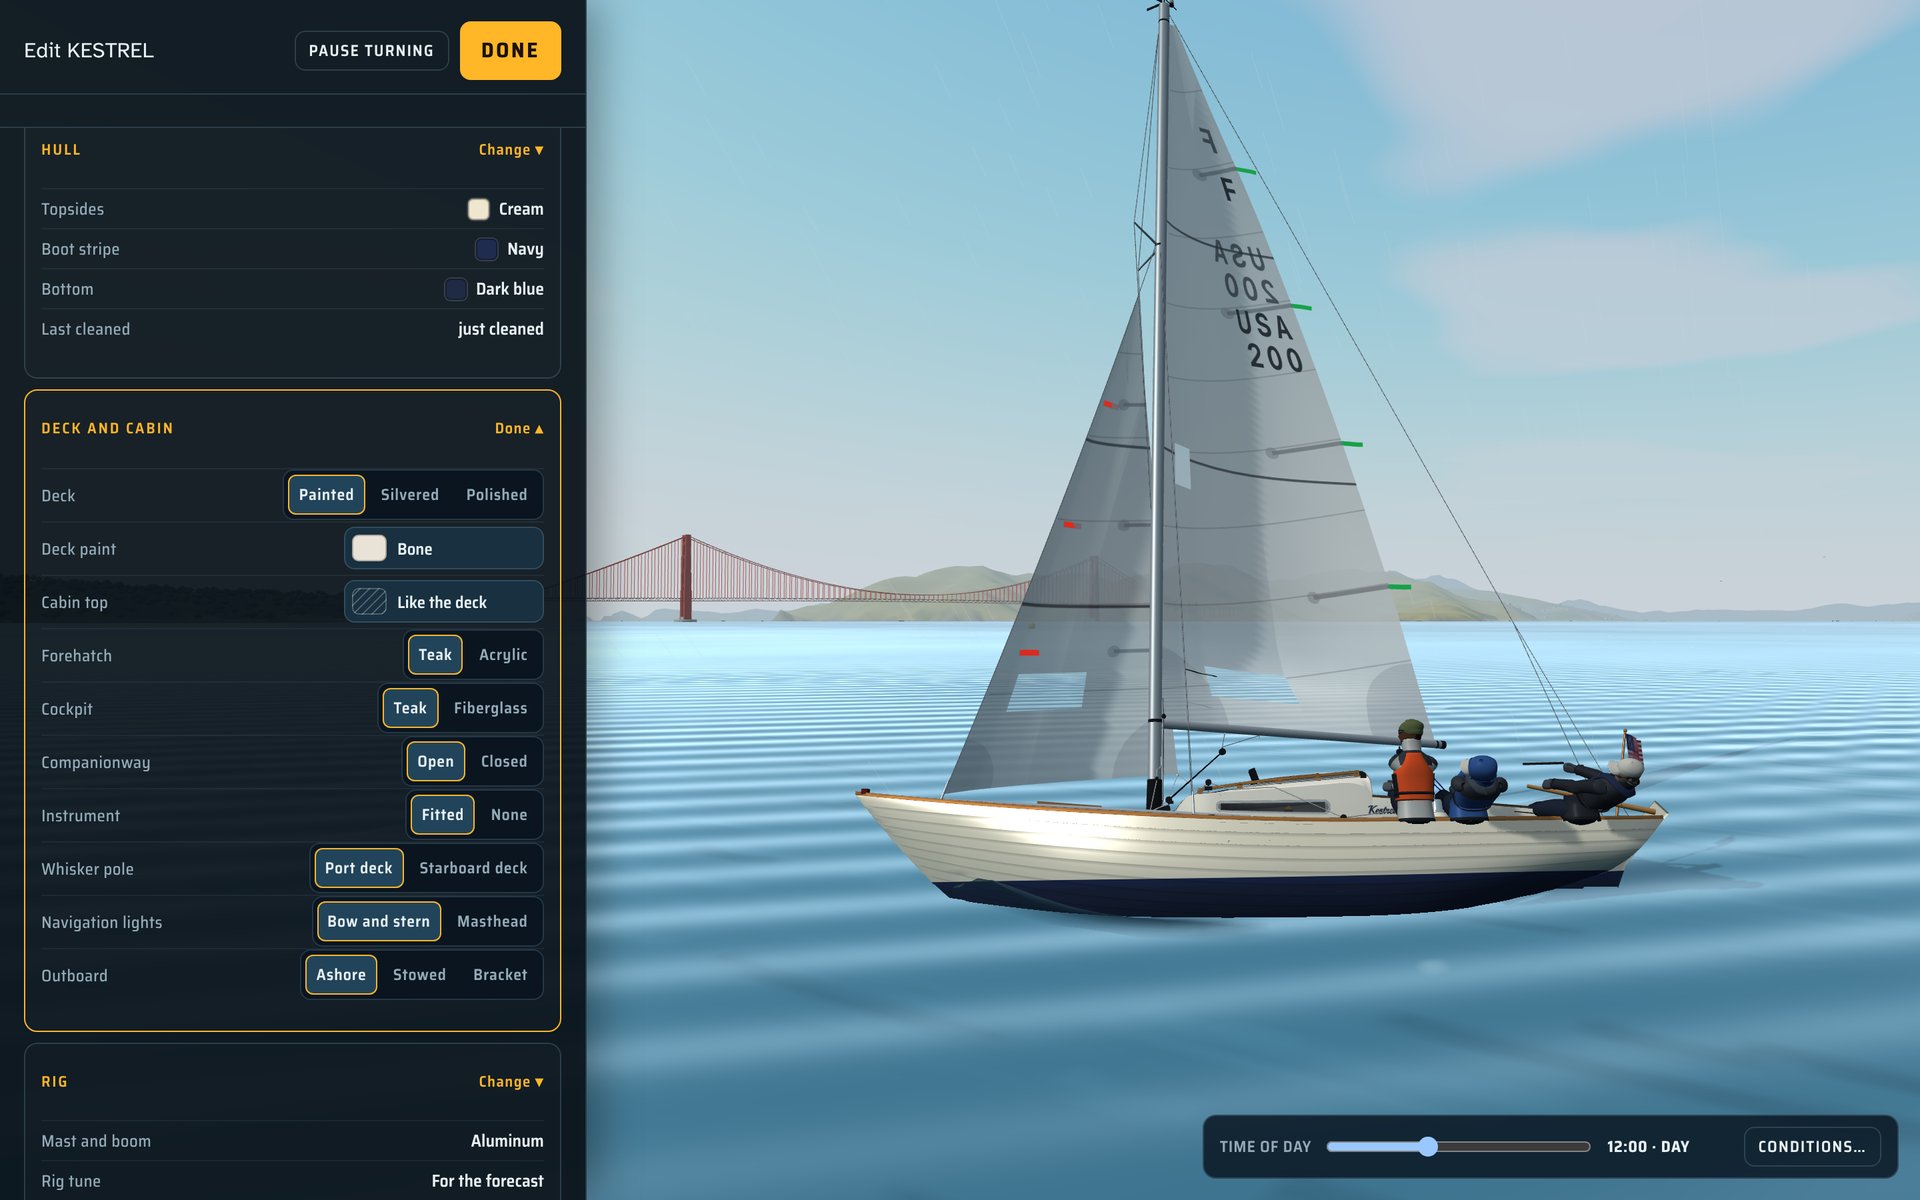 Edit KESTREL
PAUSE TURNING
DONE
HULL
Change ▼
Topsides
Cream
Boot stripe
Navy
Bottom
Dark blue
Last cleaned
just cleaned
DECK AND CABIN
Done ▲
Deck
Painted Silvered Polished
Deck paint
Bone
Cabin top
Like the deck
Forehatch
Teak Acrylic
Cockpit
Teak Fiberglass
Companionway
Open Closed
Instrument
Fitted None
Whisker pole
Port deck Starboard deck
Navigation lights
Bow and stern Masthead
Outboard
Ashore Stowed Bracket
RIG
Change ▼
Mast and boom
Aluminum
Rig tune
For the forecast
F
F
USA
200
USA
200
TIME OF DAY
12:00 · DAY
CONDITIONS...